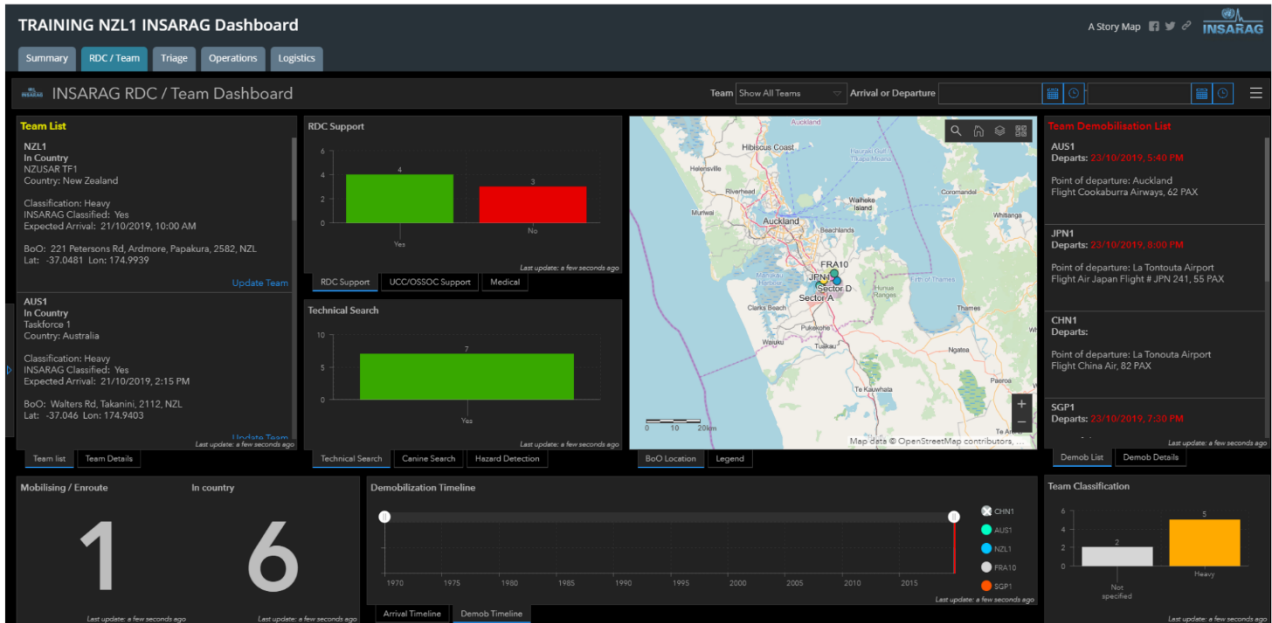 TRAINING NZL1 INSARAG Dashboard
A Story Map
INSARAG
Summary
RDC / Team
Triage
Operations
Logistics
INSARAG RDC / Team Dashboard
Team
Show All Teams
Arrival or Departure
Team List
NZL1
In Country
NZUSAR TF1
Country: New Zealand
Classification: Heavy
INSARAG Classified: Yes
Expected Arrival: 21/10/2019, 10:00 AM
BoO: 221 Petersons Rd, Ardmore, Papakura, 2582, NZL
Lat: -37.0481 Lon: 174.9939
Update Team
AUS1
In Country
Taskforce 1
Country: Australia
Classification: Heavy
INSARAG Classified: Yes
Expected Arrival: 21/10/2019, 2:15 PM
BoO: Walters Rd, Takanini, 2112, NZL
Lat: -37.046 Lon: 174.9403
Update Team
Last update: a few seconds ago
Team list
Team Details
RDC Support
6
4
2
0
4
3
Yes
No
Last update: a few seconds ago
RDC Support
UCC/OSSOC Support
Medical
Technical Search
10
5
0
7
Yes
Last update: a few seconds ago
Technical Search
Canine Search
Hazard Detection
Auckland
Hibiscus Coast
Helensville
Riverhead
Waiheke
Island
Coromandel
Muriwai
Auckland
Beachlands
Whitianga
FRA10
JPN1
Sector D
Sector A
Hunua
Ranges
Firth of Thames
Clarks Beach
Thames
Pukekohe
Waiuku
Tuakau
Ngatea
Paeroa
Te Kauwhata
0 10 20km
Map data © OpenStreetMap contributors, ...
+
−
BoO Location
Legend
Team Demobilisation List
AUS1
Departs: 23/10/2019, 5:40 PM
Point of departure: Auckland
Flight Cookaburra Airways, 62 PAX
JPN1
Departs: 23/10/2019, 8:00 PM
Point of departure: La Tontouta Airport
Flight Air Japan Flight # JPN 241, 55 PAX
CHN1
Departs:
Point of departure: La Tonouta Airport
Flight China Air, 82 PAX
SGP1
Departs: 23/10/2019, 7:30 PM
Last update: a few seconds ago
Demob List
Demob Details
Mobilising / Enroute
1
Last update: a few seconds ago
In country
6
Last update: a few seconds ago
Demobilization Timeline
1970 1975 1980 1985 1990 1995 2000 2005 2010 2015
CHN1
AUS1
NZL1
FRA10
SGP1
Last update: a few seconds ago
Arrival Timeline
Demob Timeline
Team Classification
6
4
2
0
2
5
Not
specified
Heavy
Last update: a few seconds ago